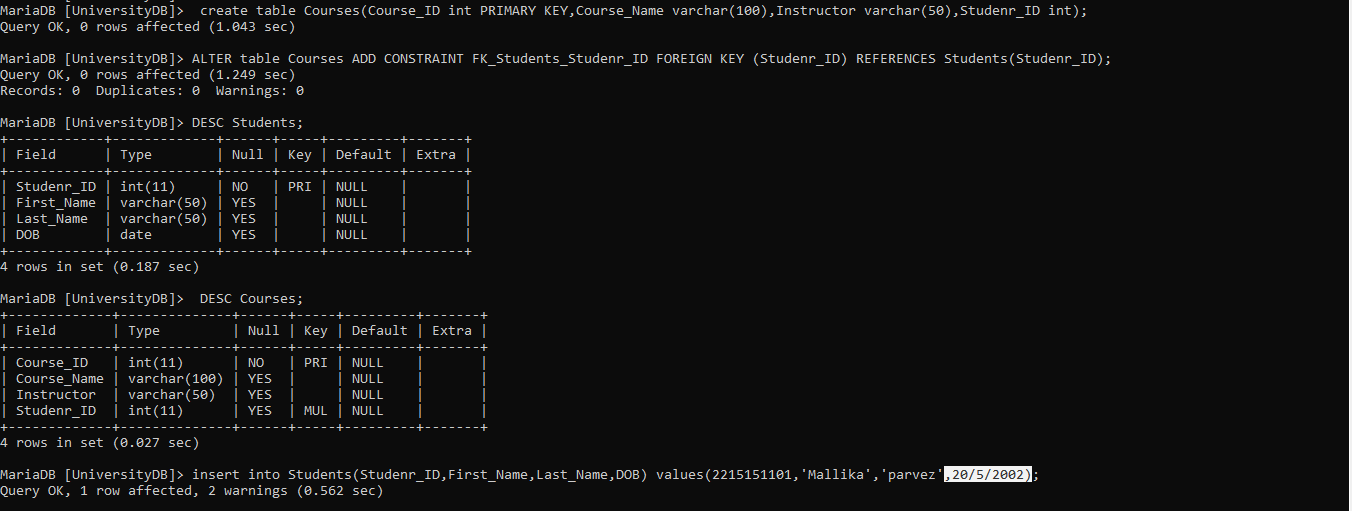 MariaDB [UniversityDB]>  create table Courses(Course_ID int PRIMARY KEY,Course_Name varchar(100),Instructor varchar(50),Studenr_ID int);
Query OK, 0 rows affected (1.043 sec)

MariaDB [UniversityDB]> ALTER table Courses ADD CONSTRAINT FK_Students_Studenr_ID FOREIGN KEY (Studenr_ID) REFERENCES Students(Studenr_ID);
Query OK, 0 rows affected (1.249 sec)
Records: 0  Duplicates: 0  Warnings: 0

MariaDB [UniversityDB]> DESC Students;
+------------+-------------+------+-----+---------+-------+
| Field      | Type        | Null | Key | Default | Extra |
+------------+-------------+------+-----+---------+-------+
| Studenr_ID | int(11)     | NO   | PRI | NULL    |       |
| First_Name | varchar(50) | YES  |     | NULL    |       |
| Last_Name  | varchar(50) | YES  |     | NULL    |       |
| DOB        | date        | YES  |     | NULL    |       |
+------------+-------------+------+-----+---------+-------+
4 rows in set (0.187 sec)

MariaDB [UniversityDB]>  DESC Courses;
+-------------+--------------+------+-----+---------+-------+
| Field       | Type         | Null | Key | Default | Extra |
+-------------+--------------+------+-----+---------+-------+
| Course_ID   | int(11)      | NO   | PRI | NULL    |       |
| Course_Name | varchar(100) | YES  |     | NULL    |       |
| Instructor  | varchar(50)  | YES  |     | NULL    |       |
| Studenr_ID  | int(11)      | YES  | MUL | NULL    |       |
+-------------+--------------+------+-----+---------+-------+
4 rows in set (0.027 sec)

MariaDB [UniversityDB]> insert into Students(Studenr_ID,First_Name,Last_Name,DOB) values(2215151101,'Mallika','parvez',20/5/2002);
Query OK, 1 row affected, 2 warnings (0.562 sec)